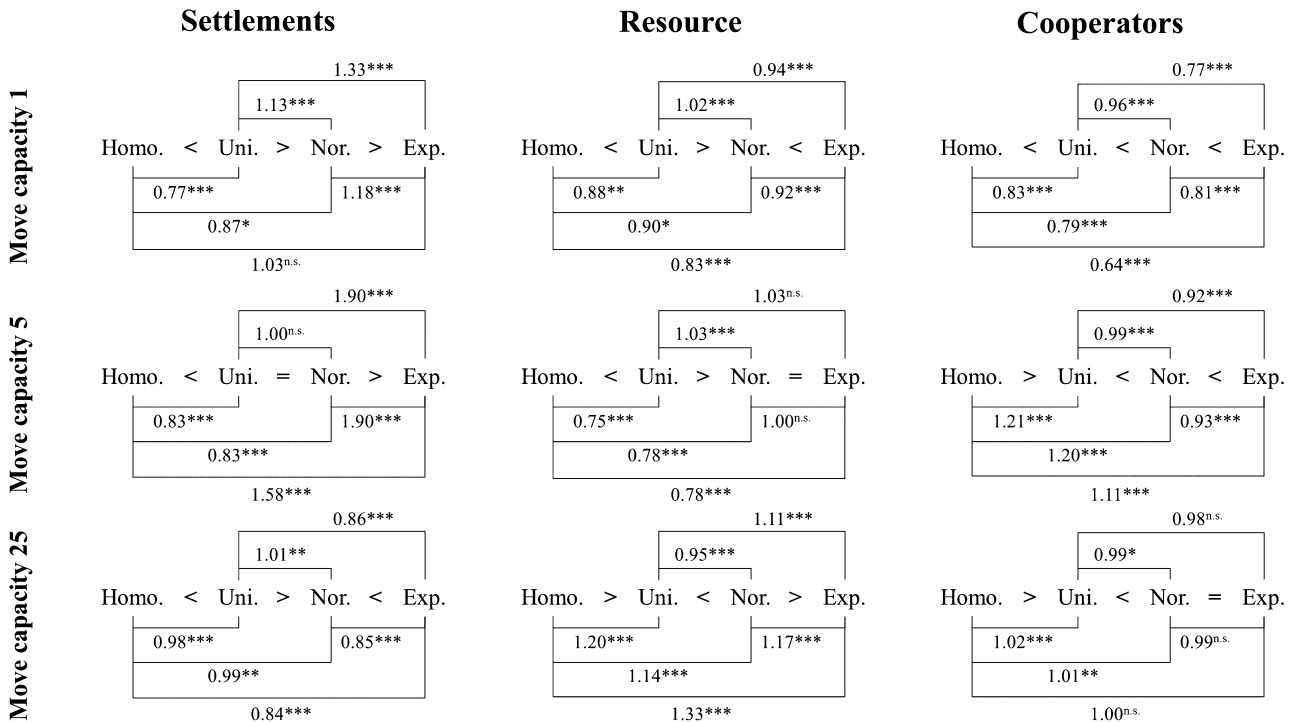 Settlements Resource Cooperators
Move capacity 1
1.33*** 0.94*** 0.77***
1.13*** 1.02*** 0.96***
Homo. < Uni. > Nor. > Exp. Homo. < Uni. > Nor. < Exp. Homo. < Uni. < Nor. < Exp.
0.77*** 1.18*** 0.88** 0.92*** 0.83*** 0.81***
0.87* 0.90* 0.79***
1.03n.s. 0.83*** 0.64***
Move capacity 5
1.90*** 1.03n.s. 0.92***
1.00n.s. 1.03*** 0.99***
Homo. < Uni. = Nor. > Exp. Homo. < Uni. > Nor. = Exp. Homo. > Uni. < Nor. < Exp.
0.83*** 1.90*** 0.75*** 1.00n.s. 1.21*** 0.93***
0.83*** 0.78*** 1.20***
1.58*** 0.78*** 1.11***
Move capacity 25
0.86*** 1.11*** 0.98n.s.
1.01** 0.95*** 0.99*
Homo. < Uni. > Nor. < Exp. Homo. > Uni. < Nor. > Exp. Homo. > Uni. < Nor. = Exp.
0.98*** 0.85*** 1.20*** 1.17*** 1.02*** 0.99n.s.
0.99** 1.14*** 1.01**
0.84*** 1.33*** 1.00n.s.